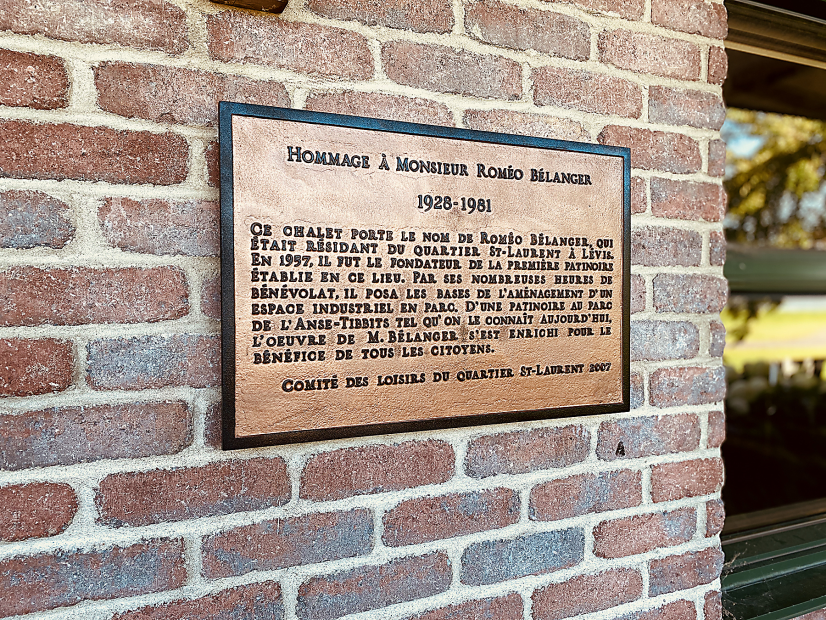 HOMMAGE À MONSIEUR ROMÉO BÉLANGER
1928-1981
CE CHALET PORTE LE NOM DE ROMÉO BÉLANGER, QUI
ÉTAIT RÉSIDANT DU QUARTIER ST-LAURENT À LÉVIS.
EN 1957, IL FUT LE FONDATEUR DE LA PREMIÈRE PATINOIRE
ÉTABLIE EN CE LIEU. PAR SES NOMBREUSES HEURES DE
BÉNÉVOLAT, IL POSA LES BASES DE L'AMÉNAGEMENT D'UN
ESPACE INDUSTRIEL EN PARC. D'UNE PATINOIRE AU PARC
DE L'ANSE-TIBBITS TEL QU'ON LE CONNAÎT AUJOURD'HUI,
L'OEUVRE DE M. BÉLANGER S'EST ENRICHI POUR LE
BÉNÉFICE DE TOUS LES CITOYENS.
COMITÉ DES LOISIRS DU QUARTIER ST-LAURENT 2007